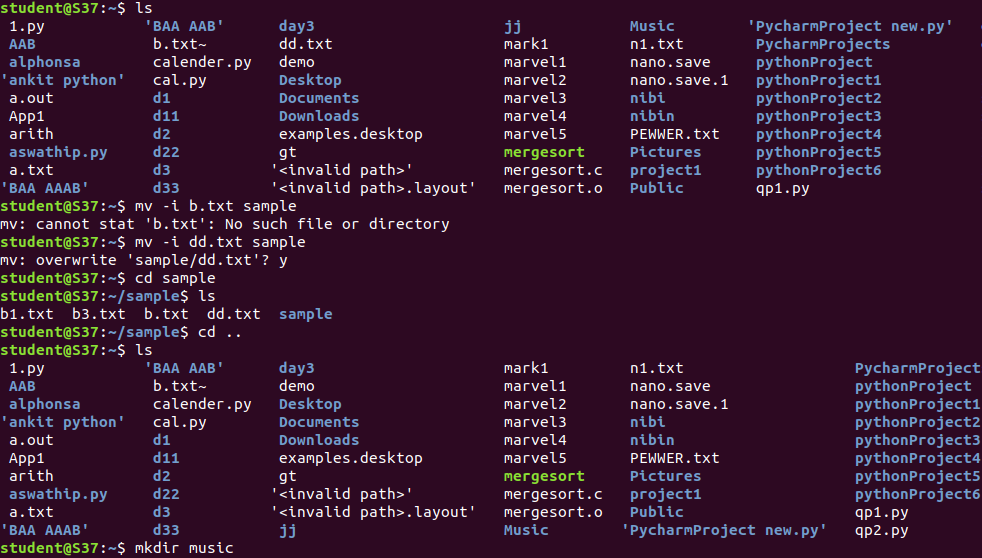 student@S37:~$ ls
1.py 'BAA AAB' day3 jj Music 'PycharmProject new.py'
AAB b.txt~ dd.txt mark1 n1.txt PycharmProjects
alphonsa calender.py demo marvel1 nano.save pythonProject
'ankit python' cal.py Desktop marvel2 nano.save.1 pythonProject1
a.out d1 Documents marvel3 nibi pythonProject2
App1 d11 Downloads marvel4 nibin pythonProject3
arith d2 examples.desktop marvel5 PEWWER.txt pythonProject4
aswathip.py d22 gt mergesort Pictures pythonProject5
a.txt d3 '<invalid path>' mergesort.c project1 pythonProject6
'BAA AAAB' d33 '<invalid path>.layout' mergesort.o Public qp1.py
student@S37:~$ mv -i b.txt sample
mv: cannot stat 'b.txt': No such file or directory
student@S37:~$ mv -i dd.txt sample
mv: overwrite 'sample/dd.txt'? y
student@S37:~$ cd sample
student@S37:~/sample$ ls
b1.txt b3.txt b.txt dd.txt sample
student@S37:~/sample$ cd ..
student@S37:~$ ls
1.py 'BAA AAB' day3 mark1 n1.txt PycharmProject
AAB b.txt~ demo marvel1 nano.save pythonProject
alphonsa calender.py Desktop marvel2 nano.save.1 pythonProject1
'ankit python' cal.py Documents marvel3 nibi pythonProject2
a.out d1 Downloads marvel4 nibin pythonProject3
App1 d11 examples.desktop marvel5 PEWWER.txt pythonProject4
arith d2 gt mergesort Pictures pythonProject5
aswathip.py d22 '<invalid path>' mergesort.c project1 pythonProject6
a.txt d3 '<invalid path>.layout' mergesort.o Public qp1.py
'BAA AAAB' d33 jj Music 'PycharmProject new.py' qp2.py
student@S37:~$ mkdir music